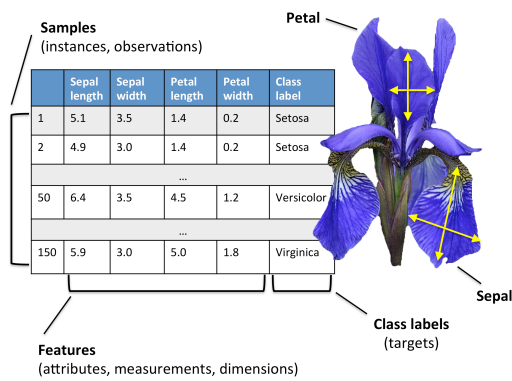 Samples
(instances, observations)
Petal
Sepal length Sepal width Petal length Petal width Class label
1 5.1 3.5 1.4 0.2 Setosa
2 4.9 3.0 1.4 0.2 Setosa
...
50 6.4 3.5 4.5 1.2 Versicolor
...
150 5.9 3.0 5.0 1.8 Virginica
Sepal
Class labels
(targets)
Features
(attributes, measurements, dimensions)